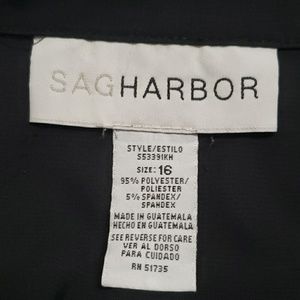 SAGHARBOR
STYLE/ESTILO
S53391KH
SIZE: 16
95% POLYESTER/
POLIESTER
5% SPANDEX/
SPANDEX
MADE IN GUATEMALA
HECHO EN GUATEMALA
SEE REVERSE FOR CARE
VER AL DORSO
PARA CUIDADO
RN 51735